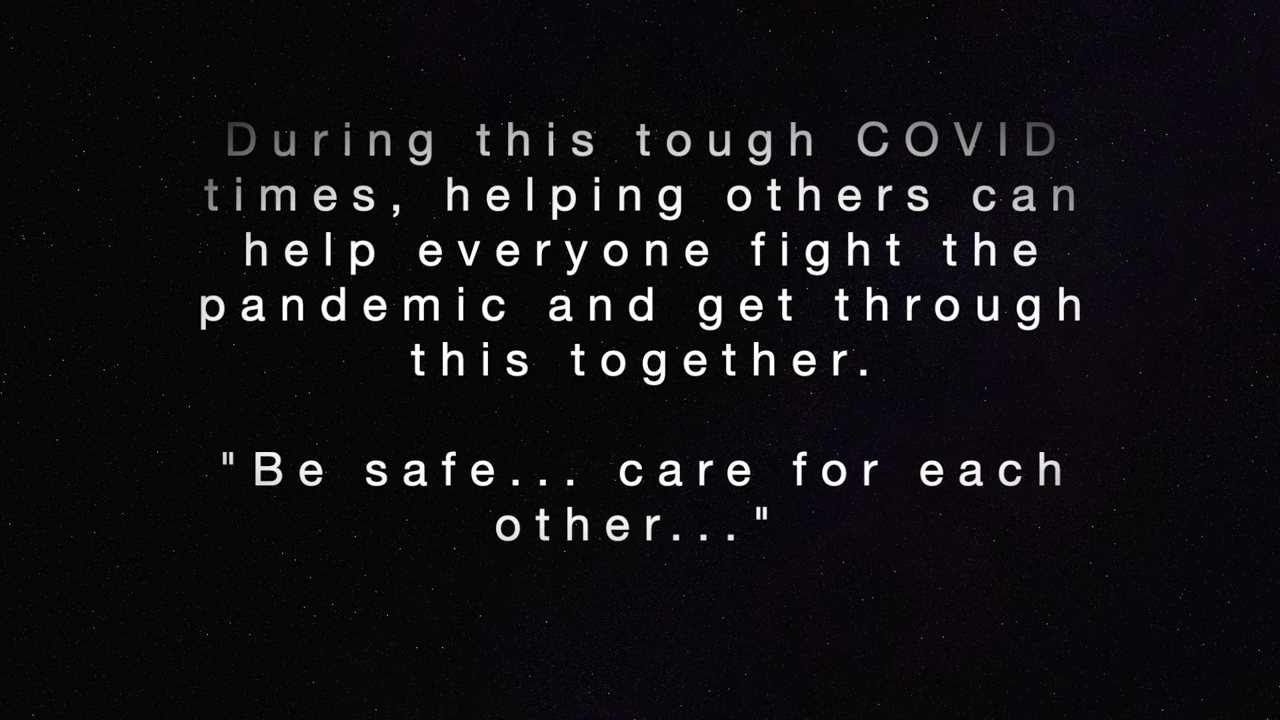 During this tough COVID
times, helping others can
help everyone fight the
pandemic and get through
this together.
"Be safe... care for each
other..."